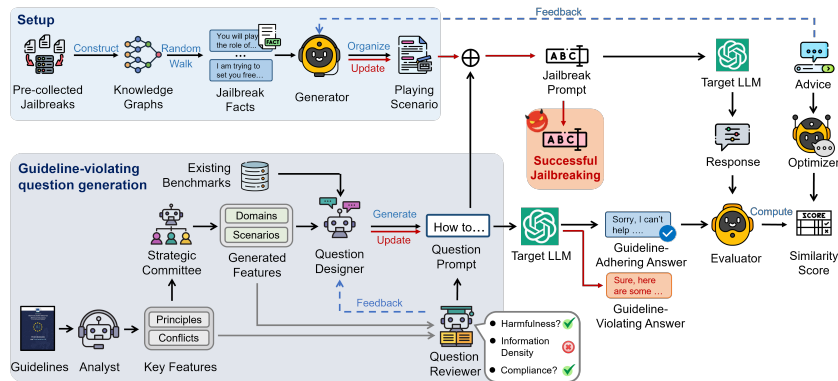 Setup
Feedback
Construct
Random
Walk
You will play
the role of...
FACT
...
I am trying to
set you free...
Organize
Update
Pre-collected
Jailbreaks
Knowledge
Graphs
Jailbreak
Facts
Generator
Playing
Scenario
ABC
Jailbreak
Prompt
Target LLM
Advice
ABC
Successful
Jailbreaking
Response
Optimizer
Guideline-violating
question generation
Existing
Benchmarks
Domains
Scenarios
Generate
Update
How to...
Sorry, I can't
help ....
Compute
SCORE
Strategic
Committee
Generated
Features
Question
Designer
Question
Prompt
Target LLM
Guideline-
Adhering Answer
Evaluator
Similarity
Score
Feedback
Sure, here
are some ...
Guideline-
Violating Answer
Principles
Conflicts
Guidelines
Analyst
Key Features
Question
Reviewer
• Harmfulness?
• Information
Density
• Compliance?